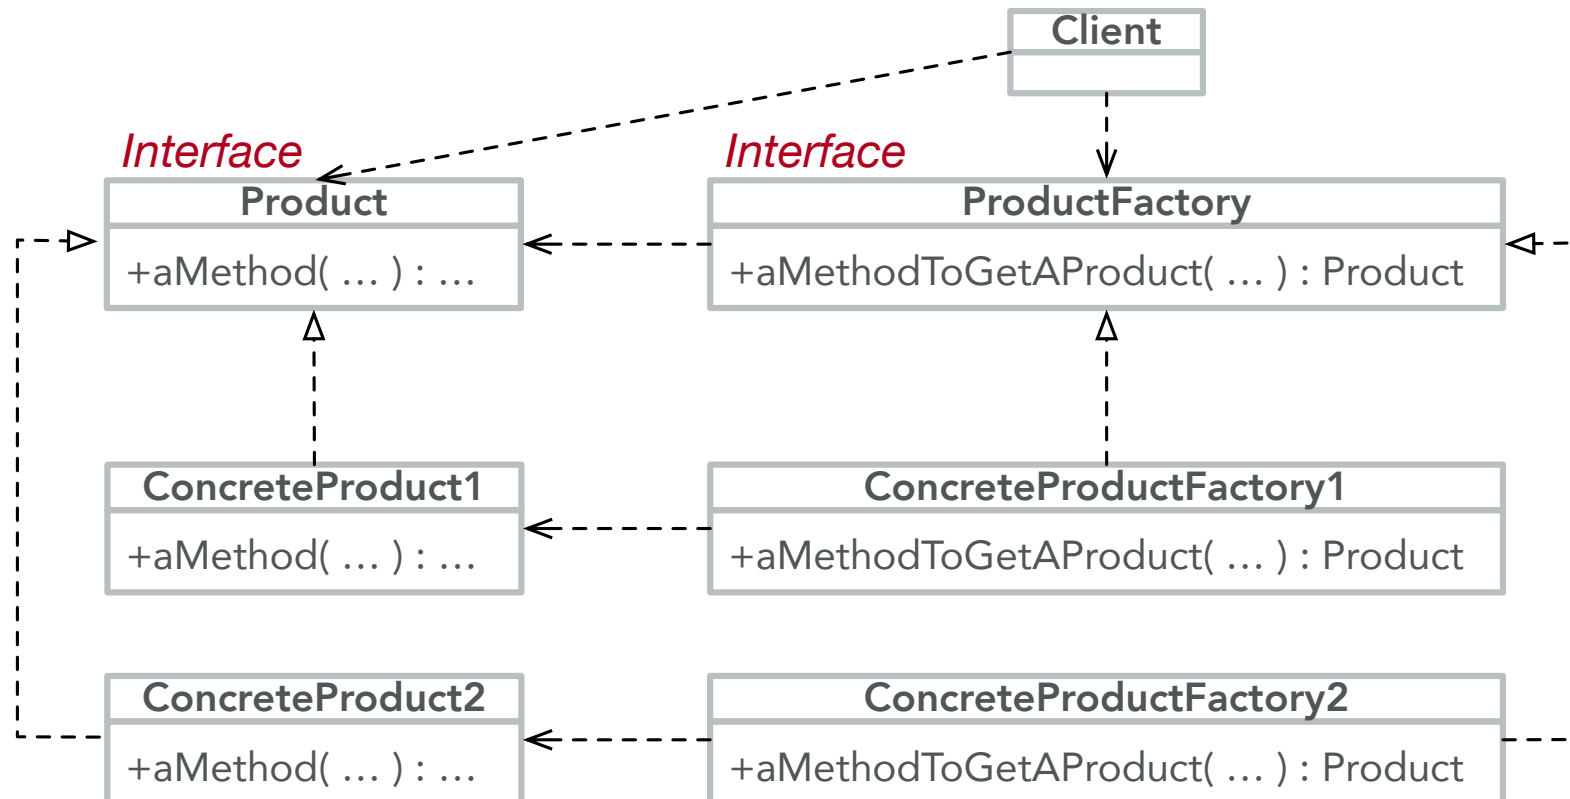 Client
Interface
Interface
Product
ProductFactory
+aMethod( … ) : …
+aMethodToGetAProduct( … ) : Product
ConcreteProduct1
ConcreteProductFactory1
+aMethod( … ) : …
+aMethodToGetAProduct( … ) : Product
ConcreteProduct2
ConcreteProductFactory2
+aMethod( … ) : …
+aMethodToGetAProduct( … ) : Product